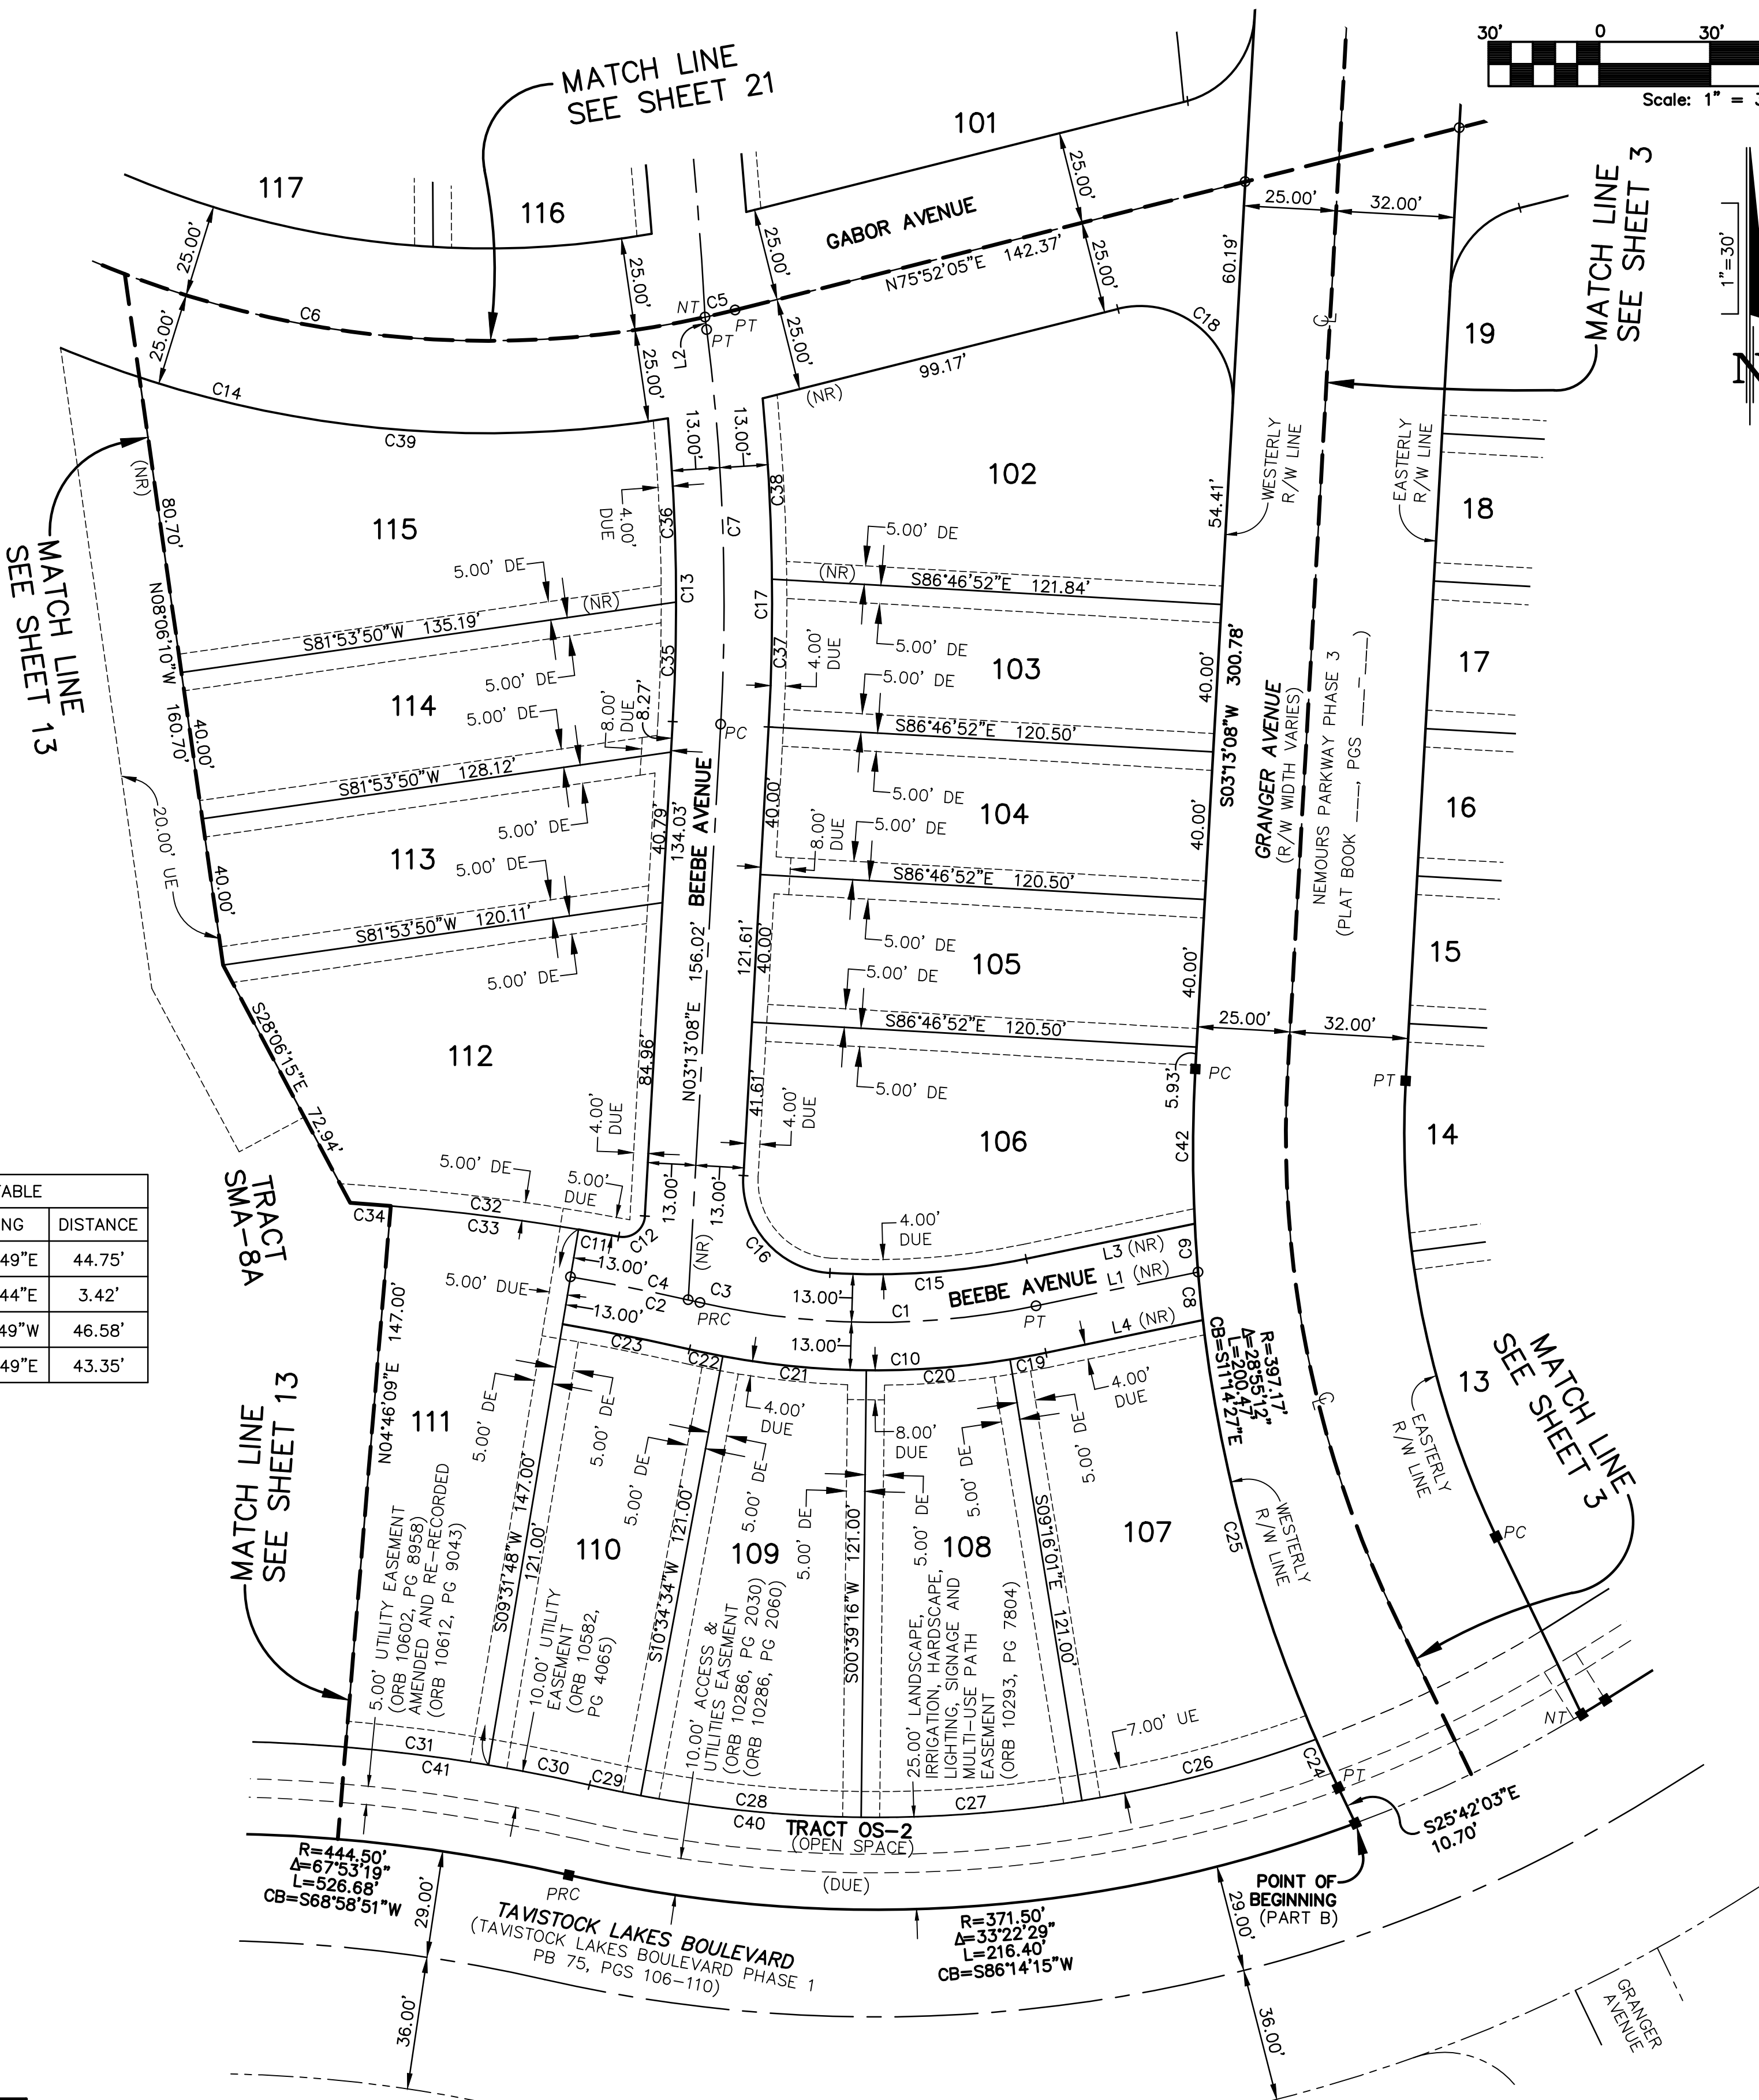 30'
0
30'
Scale: 1" = 3
1"=30'
N
MATCH LINE
SEE SHEET 21
101
117
116
25.00'
25.00'
25.00'
25.00'
25.00'
25.00'
25.00'
25.00'
GABOR AVENUE
N75°52'05"E 142.37'
25.00'
32.00'
MATCH LINE
SEE SHEET 3
60.19'
C6
NT
C5
PT
PT
L2
C18
19
C14
C39
99.17'
(NR)
13.00'
13.00'
102
WESTERLY
R/W LINE
EASTERLY
R/W LINE
54.41'
18
MATCH LINE
SEE SHEET 13
(NR)
80.70'
115
4.00'
DUE
C36
C7
C38
5.00' DE
5.00' DE
(NR)
(NR)
S86°46'52"E 121.84'
C13
C17
N08°06'10"W 160.70'
S81°53'50"W 135.19'
5.00' DE
114
5.00' DE
C35
C37
4.00'
DUE
5.00' DE
103
5.00' DE
40.00'
S03°13'08"W 300.78'
17
8.00'
DUE
8.27'
PC
40.00'
S86°46'52"E 120.50'
S81°53'50"W 128.12'
5.00' DE
113
5.00' DE
BEEBE AVENUE
N03°13'08"E 156.02'
40.79'
134.03'
40.00'
5.00' DE
104
5.00' DE
8.00'
DUE
40.00'
GRANGER AVENUE
(R/W WIDTH VARIES)
NEMOURS PARKWAY PHASE 3
(PLAT BOOK ___, PGS ___-___)
16
20.00' UE
40.00'
S81°53'50"W 120.11'
5.00' DE
S86°46'52"E 120.50'
121.61'
40.00'
5.00' DE
105
5.00' DE
40.00'
15
S28°06'15"E 72.94'
112
84.96'
S86°46'52"E 120.50'
5.00' DE
25.00'
32.00'
5.93'
PC
PT
4.00'
DUE
41.61'
4.00'
DUE
106
C42
14
TABLE
NG
DISTANCE
49"E
44.75'
44"E
3.42'
49"W
46.58'
49"E
43.35'
TRACT
SMA-8A
5.00' DE
5.00'
DUE
C32
C33
C34
C11
C12
13.00'
13.00'
(NR)
C16
4.00'
DUE
C15
L3 (NR)
C9
BEEBE AVENUE
L1 (NR)
13.00'
5.00' DUE
C4
C2
C3
PRC
13.00'
C1
PT
C8
13.00'
13.00'
L4 (NR)
C23
C22
C21
C10
C20
C19
R=397.17'
Δ=28°55'12"
L=200.47'
CB=S11°14'27"E
4.00'
DUE
4.00'
DUE
8.00'
DUE
13
MATCH LINE
SEE SHEET 3
EASTERLY
R/W LINE
MATCH LINE
SEE SHEET 13
N04°46'09"E 147.00'
111
5.00' DE
5.00' DE
5.00' DE
5.00' DE
5.00' DE
5.00' DE
5.00' DE
5.00' DE
S09°31'48"W 147.00'
121.00'
110
S10°34'34"W 121.00'
109
S00°39'16"W 121.00'
108
S09°16'01"E 121.00'
107
C25
WESTERLY
R/W LINE
PC
5.00' UTILITY EASEMENT
(ORB 10602, PG 8958)
AMENDED AND RE-RECORDED
(ORB 10612, PG 9043)
10.00' UTILITY
EASEMENT
(ORB 10582,
PG 4065)
10.00' ACCESS &
UTILITIES EASEMENT
(ORB 10286, PG 2030)
(ORB 10286, PG 2060)
25.00' LANDSCAPE,
IRRIGATION, HARDSCAPE,
LIGHTING, SIGNAGE AND
MULTI-USE PATH
EASEMENT
(ORB 10293, PG 7804)
7.00' UE
NT
C31
C41
C30
C29
C28
C40
C27
C26
C24
PT
TRACT OS-2
(OPEN SPACE)
S25°42'03"E
10.70'
(DUE)
POINT OF
BEGINNING
(PART B)
R=444.50'
Δ=67°53'19"
L=526.68'
CB=S68°58'51"W
29.00'
PRC
TAVISTOCK LAKES BOULEVARD
(TAVISTOCK LAKES BOULEVARD PHASE 1
PB 75, PGS 106-110)
R=371.50'
Δ=33°22'29"
L=216.40'
CB=S86°14'15"W
29.00'
36.00'
36.00'
GRANGER
AVENUE